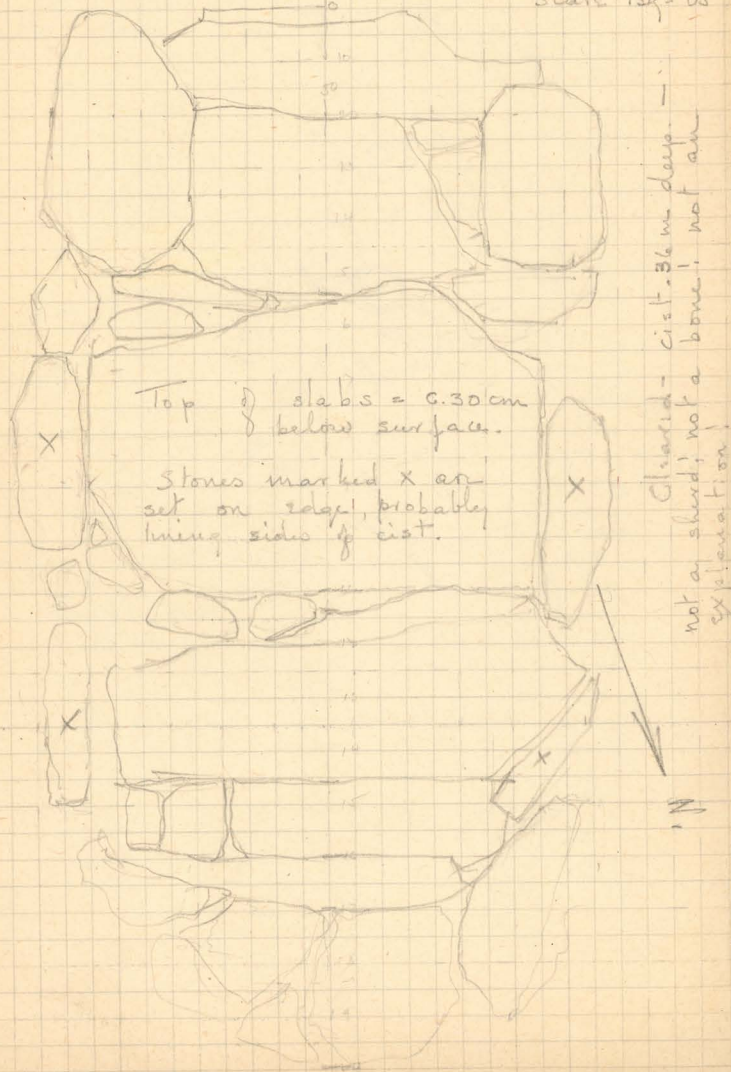 Top of slabs = 0.30 cm
below surface.
Stones marked X are
set on edge, probably
lining sides of cist.
X
X
X
X
N.
Cleared - cist .36 m deep. -
not a sherd, not a bone! not an
explanation!